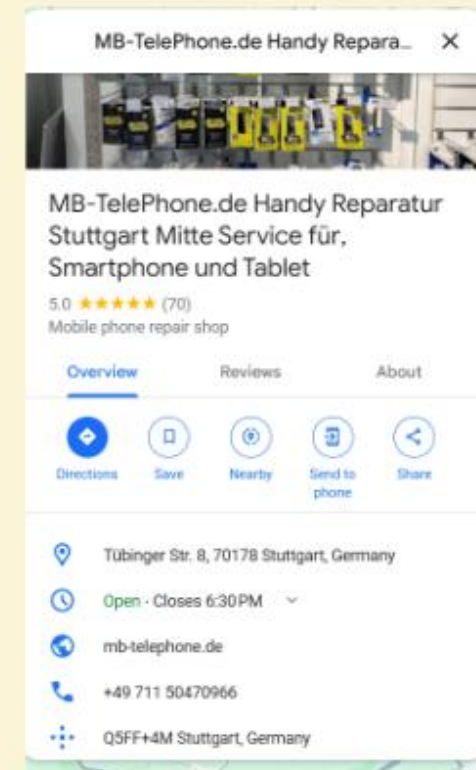 MB-TelePhone.de Handy Repara...
MB-TelePhone.de Handy Reparatur
Stuttgart Mitte Service für,
Smartphone und Tablet
5.0 ★★★★★ (70)
Mobile phone repair shop
Overview Reviews About
Directions Save Nearby Send to phone Share
Tübinger Str. 8, 70178 Stuttgart, Germany
Open · Closes 6:30 PM
mb-telephone.de
+49 711 50470966
Q5FF+4M Stuttgart, Germany